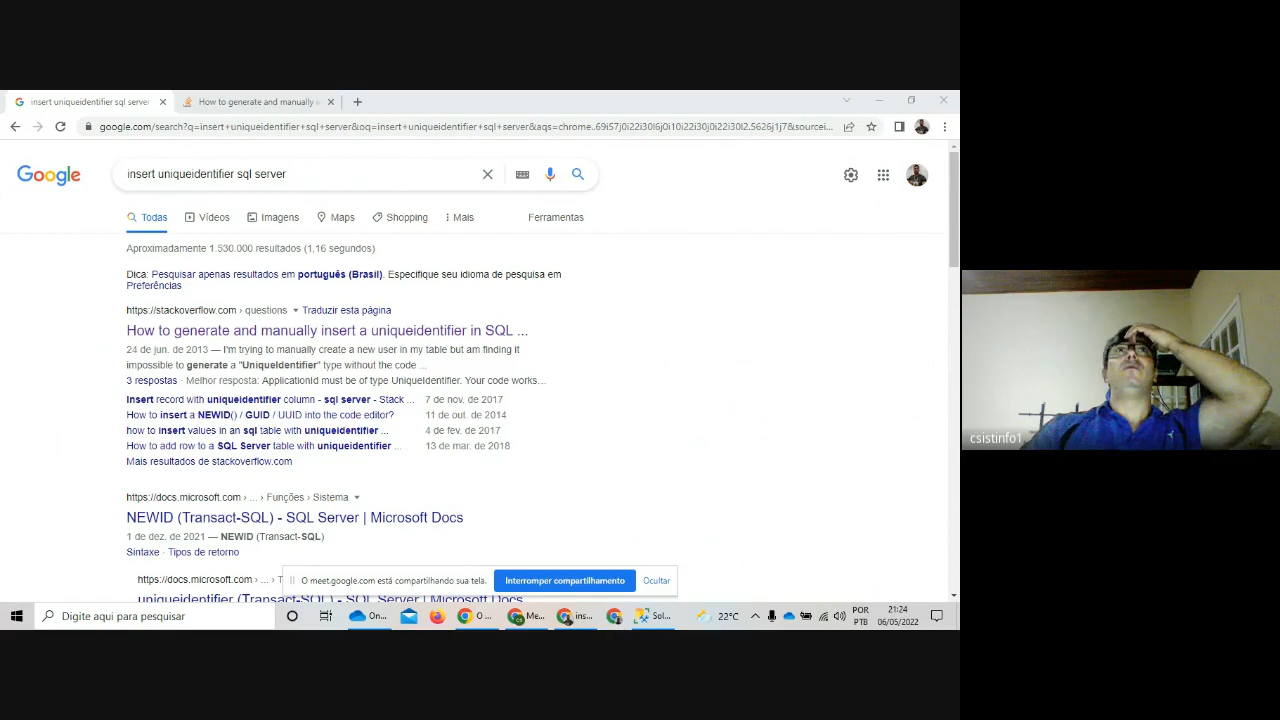 insert uniqueidentifier sql server
How to generate and manually i
google.com/search?q=insert+uniqueidentifier+sql+server&oq=insert+uniqueidentifier+sql+server&aqs=chrome..69i57j0i22i30l6j0i10i22i30j0i22i30l2.5626j1j7&sourcei...
Google
insert uniqueidentifier sql server
Todas Vídeos Imagens Maps Shopping Mais Ferramentas
Aproximadamente 1.530.000 resultados (1,16 segundos)
Dica: Pesquisar apenas resultados em português (Brasil). Especifique seu idioma de pesquisa em
Preferências
https://stackoverflow.com › questions Traduzir esta página
How to generate and manually insert a uniqueidentifier in SQL ...
24 de jun. de 2013 — I'm trying to manually create a new user in my table but am finding it
impossible to generate a "UniqueIdentifier" type without the code ...
3 respostas · Melhor resposta: ApplicationId must be of type UniqueIdentifier. Your code works...
Insert record with uniqueidentifier column - sql server - Stack ... 7 de nov. de 2017
How to insert a NEWID() / GUID / UUID into the code editor? 11 de out. de 2014
how to insert values in an sql table with uniqueidentifier ... 4 de fev. de 2017
How to add row to a SQL Server table with uniqueidentifier ... 13 de mar. de 2018
Mais resultados de stackoverflow.com
https://docs.microsoft.com › ... › Funções › Sistema
NEWID (Transact-SQL) - SQL Server | Microsoft Docs
1 de dez. de 2021 — NEWID (Transact-SQL)
Sintaxe · Tipos de retorno
https://docs.microsoft.com › ... › T
uniqueidentifier (Transact-SQL) - SQL Server | Microsoft Docs
O meet.google.com está compartilhando sua tela. Interromper compartilhamento Ocultar
csistinfo1
Digite aqui para pesquisar
On...
O ...
Me...
ins...
Sol...
22°C
POR
PTB
21:24
06/05/2022